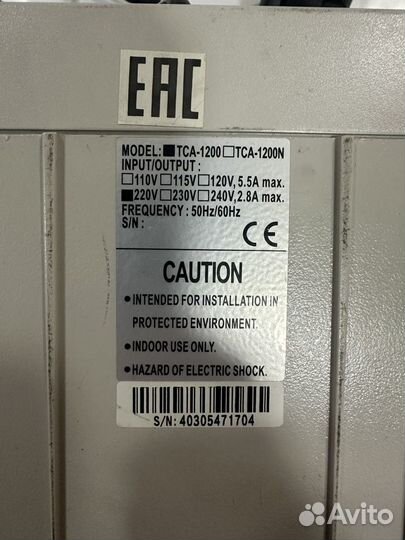 EAC
MODEL: ■TCA-1200□TCA-1200N
INPUT/OUTPUT :
□110V □115V □120V, 5.5A max.
■220V □230V □240V, 2.8A max.
FREQUENCY : 50Hz/60Hz
S/N :
CE
CAUTION
• INTENDED FOR INSTALLATION IN
PROTECTED ENVIRONMENT.
• INDOOR USE ONLY.
• HAZARD OF ELECTRIC SHOCK.
S/N: 40305471704
Avito